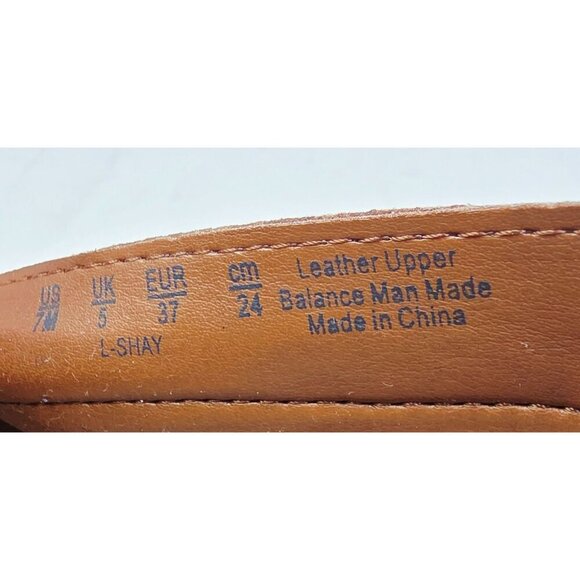 US UK EUR cm Leather Upper
7M 5 37 24 Balance Man Made
L-SHAY Made in China